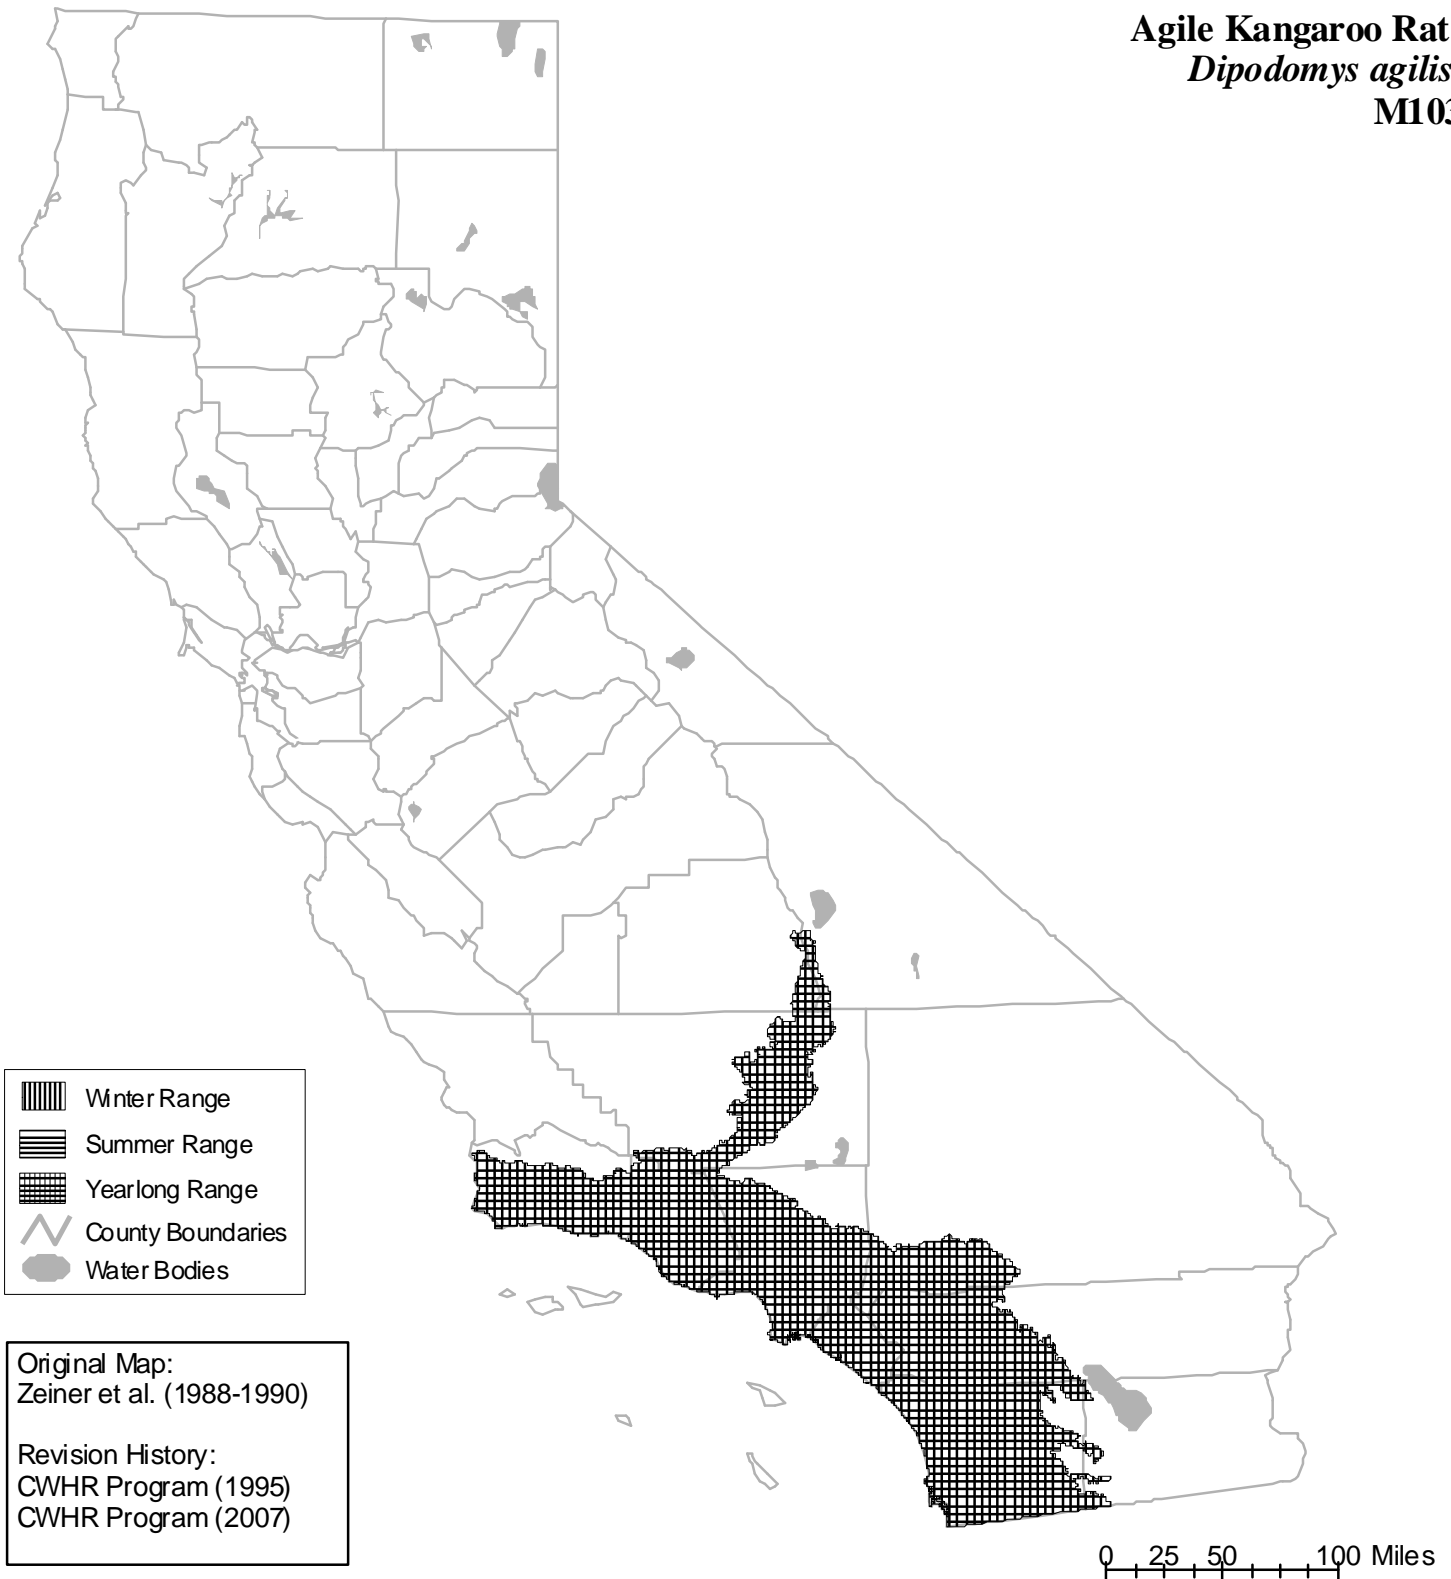 Agile Kangaroo Rat
Dipodomys agilis
M103
Winter Range
Summer Range
Yearlong Range
County Boundaries
Water Bodies
Original Map:
Zeiner et al. (1988-1990)
Revision History:
CWHR Program (1995)
CWHR Program (2007)
0 25 50 100 Miles